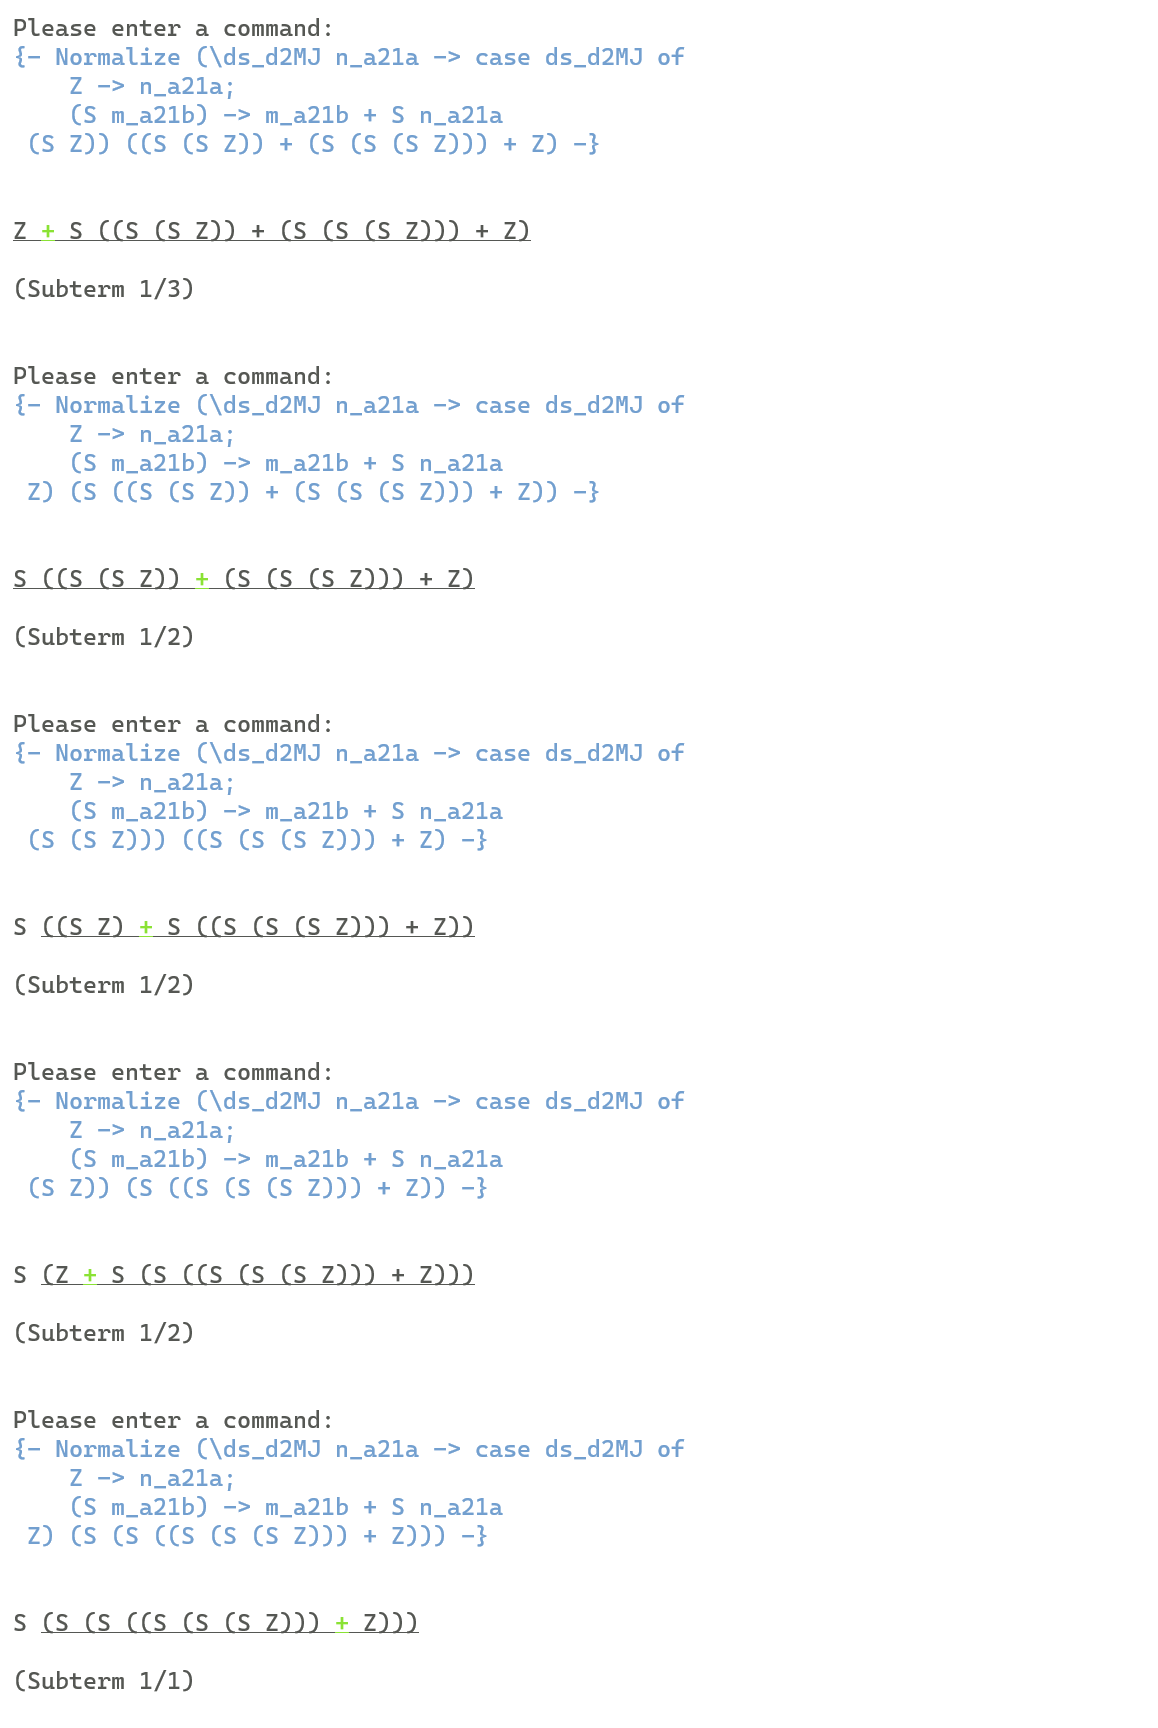 Please enter a command:
{- Normalize (\ds_d2MJ n_a21a -> case ds_d2MJ of
    Z -> n_a21a;
    (S m_a21b) -> m_a21b + S n_a21a
 (S Z)) ((S (S Z)) + (S (S (S Z))) + Z) -}
Z + S ((S (S Z)) + (S (S (S Z))) + Z)
(Subterm 1/3)
Please enter a command:
{- Normalize (\ds_d2MJ n_a21a -> case ds_d2MJ of
    Z -> n_a21a;
    (S m_a21b) -> m_a21b + S n_a21a
 Z) (S ((S (S Z)) + (S (S (S Z))) + Z)) -}
S ((S (S Z)) + (S (S (S Z))) + Z)
(Subterm 1/2)
Please enter a command:
{- Normalize (\ds_d2MJ n_a21a -> case ds_d2MJ of
    Z -> n_a21a;
    (S m_a21b) -> m_a21b + S n_a21a
 (S (S Z))) ((S (S (S Z))) + Z) -}
S ((S Z) + S ((S (S (S Z))) + Z))
(Subterm 1/2)
Please enter a command:
{- Normalize (\ds_d2MJ n_a21a -> case ds_d2MJ of
    Z -> n_a21a;
    (S m_a21b) -> m_a21b + S n_a21a
 (S Z)) (S ((S (S (S Z))) + Z)) -}
S (Z + S (S ((S (S (S Z))) + Z)))
(Subterm 1/2)
Please enter a command:
{- Normalize (\ds_d2MJ n_a21a -> case ds_d2MJ of
    Z -> n_a21a;
    (S m_a21b) -> m_a21b + S n_a21a
 Z) (S (S ((S (S (S Z))) + Z))) -}
S (S (S ((S (S (S Z))) + Z)))
(Subterm 1/1)